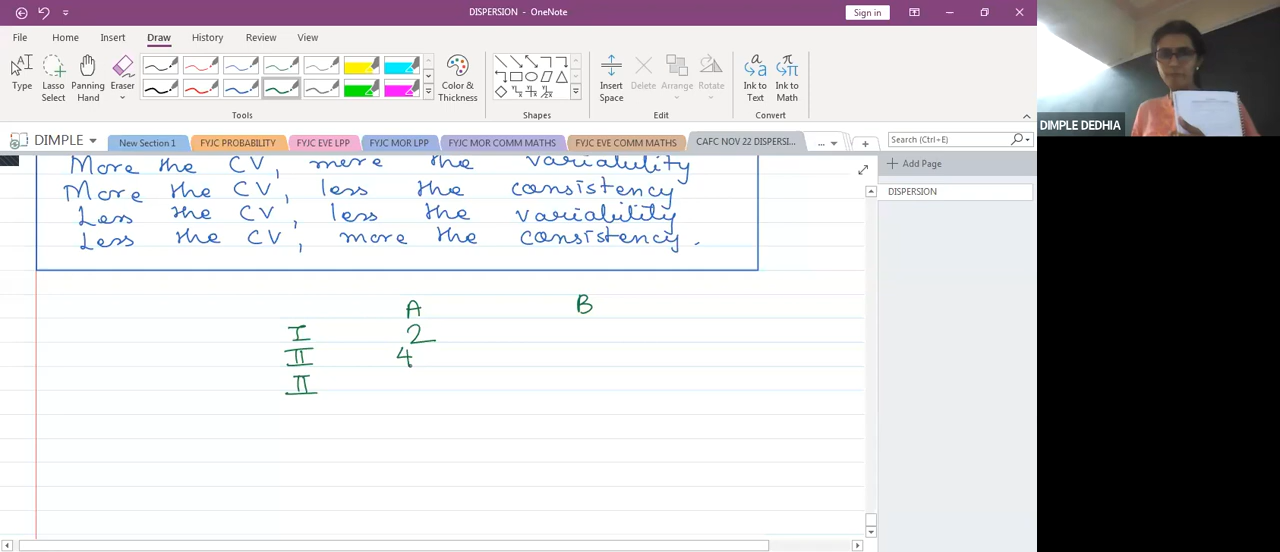 DISPERSION - OneNote
Sign in
File Home Insert Draw History Review View
Type
Lasso Select
Panning Hand
Eraser
Color & Thickness
Insert Space
Delete
Arrange
Rotate
Ink to Text
Ink to Math
Tools
Shapes
Edit
Convert
DIMPLE DEDHIA
DIMPLE
New Section 1
FYJC PROBABILITY
FYJC EVE LPP
FYJC MOR LPP
FYJC MOR COMM MATHS
FYJC EVE COMM MATHS
CAFC NOV 22 DISPERSI...
...
Search (Ctrl+E)
Add Page
DISPERSION
More the CV, more the variability
More the CV, less the consistency
Less the CV, less the variability
Less the CV, more the consistency.
A B
I 2
II 4
II